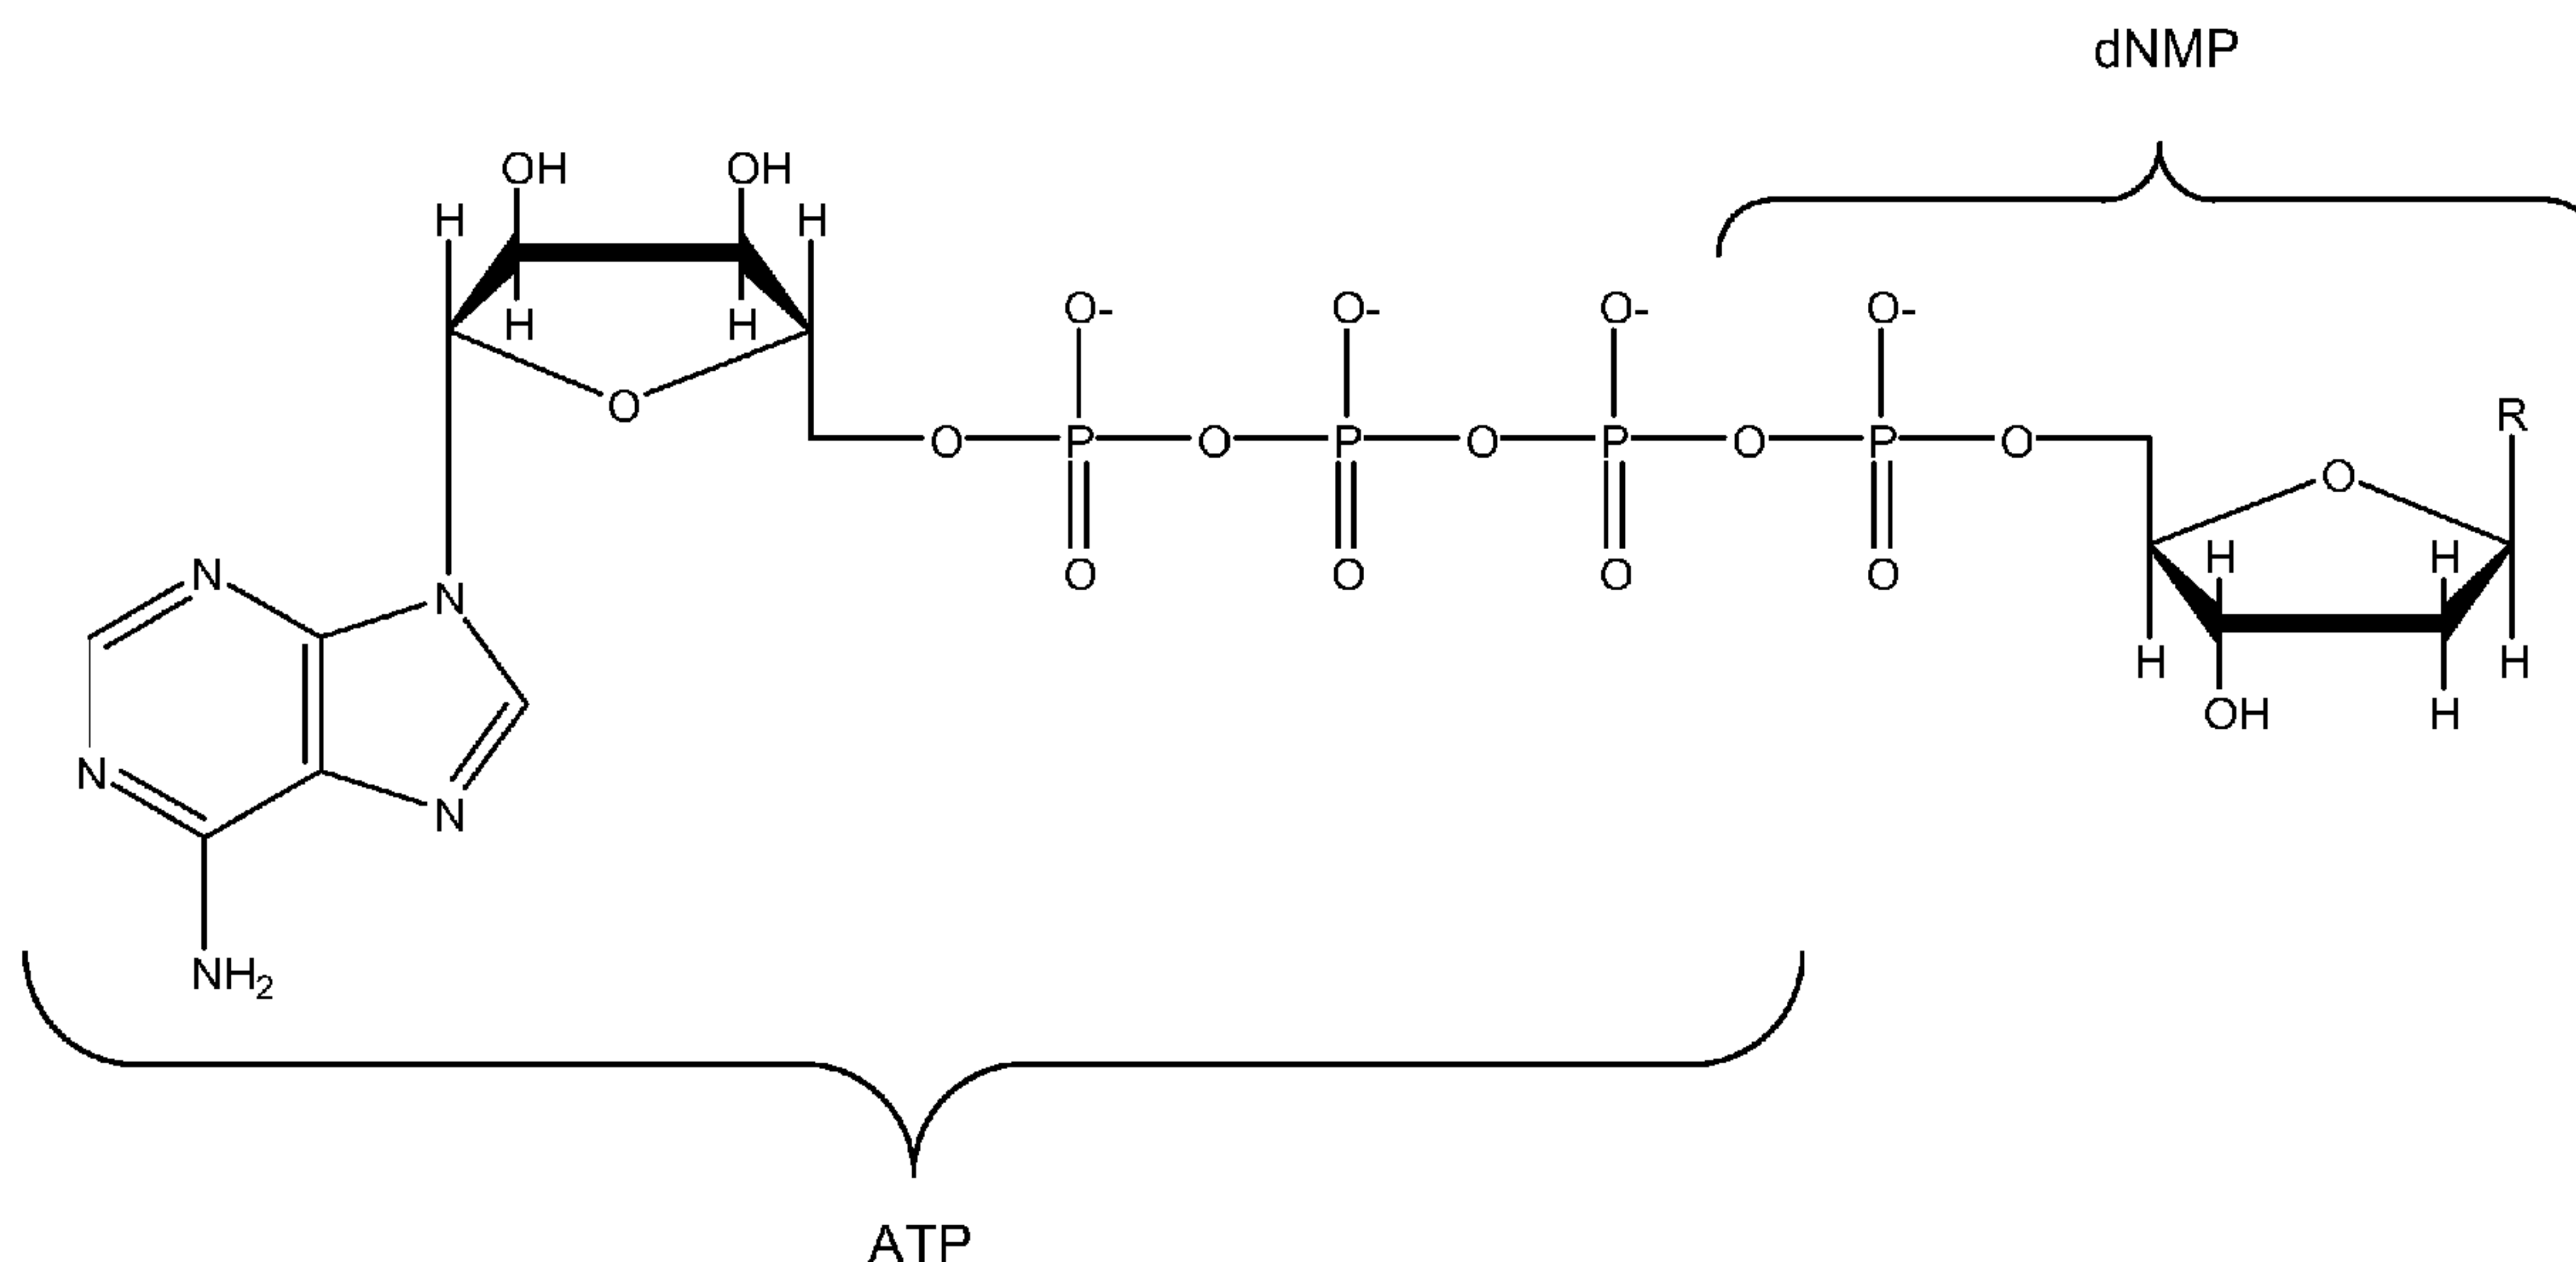 dNMP
OH OH
H H
H H
O- O- O- O-
O
R
O P O P O P O P O
O
O O O O
H H
N
N
H H
OH H
N
N
NH2
ATP